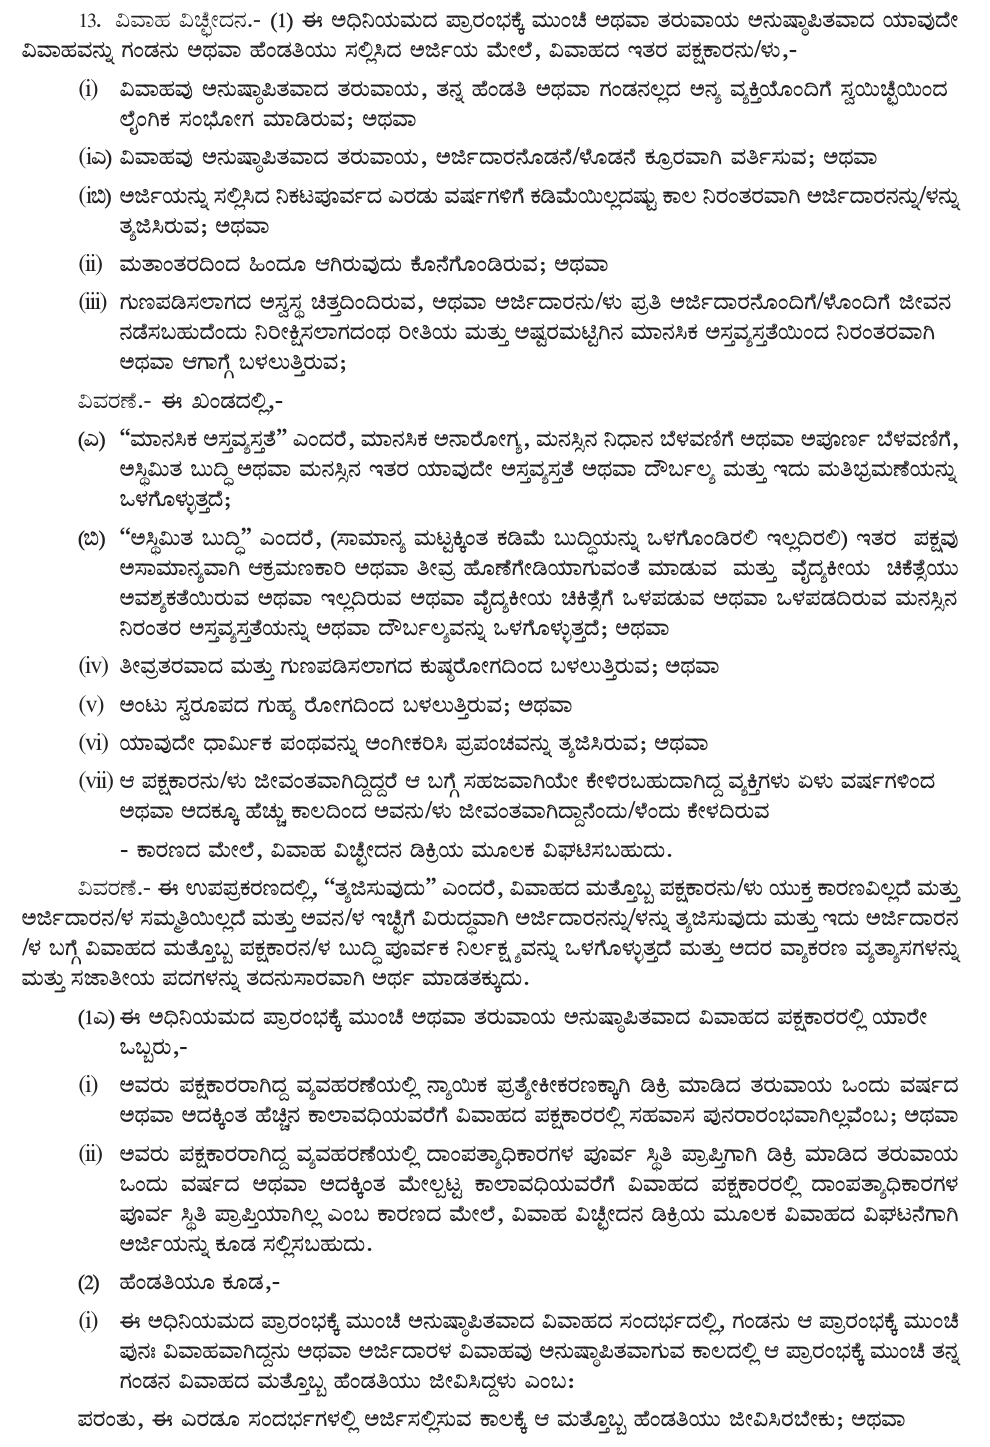 13. ವಿವಾಹ ವಿಚ್ಛೇದನ.- (1) ಈ ಅಧಿನಿಯಮದ ಪ್ರಾರಂಭಕ್ಕೆ ಮುಂಚೆ ಅಥವಾ ತರುವಾಯ ಅನುಷ್ಠಾಪಿತವಾದ ಯಾವುದೇ
ವಿವಾಹವನ್ನು ಗಂಡನು ಅಥವಾ ಹೆಂಡತಿಯು ಸಲ್ಲಿಸಿದ ಅರ್ಜಿಯ ಮೇಲೆ, ವಿವಾಹದ ಇತರ ಪಕ್ಷಕಾರನು/ಳು,-
(i) ವಿವಾಹವು ಅನುಷ್ಠಾಪಿತವಾದ ತರುವಾಯ, ತನ್ನ ಹೆಂಡತಿ ಅಥವಾ ಗಂಡನಲ್ಲದ ಅನ್ಯ ವ್ಯಕ್ತಿಯೊಂದಿಗೆ ಸ್ವಯಿಚ್ಛೆಯಿಂದ
ಲೈಂಗಿಕ ಸಂಭೋಗ ಮಾಡಿರುವ; ಅಥವಾ
(iಎ) ವಿವಾಹವು ಅನುಷ್ಠಾಪಿತವಾದ ತರುವಾಯ, ಅರ್ಜಿದಾರನೊಡನೆ/ಳೊಡನೆ ಕ್ರೂರವಾಗಿ ವರ್ತಿಸುವ; ಅಥವಾ
(iಬಿ) ಅರ್ಜಿಯನ್ನು ಸಲ್ಲಿಸಿದ ನಿಕಟಪೂರ್ವದ ಎರಡು ವರ್ಷಗಳಿಗೆ ಕಡಿಮೆಯಿಲ್ಲದಷ್ಟು ಕಾಲ ನಿರಂತರವಾಗಿ ಅರ್ಜಿದಾರನನ್ನು/ಳನ್ನು
ತ್ಯಜಿಸಿರುವ; ಅಥವಾ
(ii) ಮತಾಂತರದಿಂದ ಹಿಂದೂ ಆಗಿರುವುದು ಕೊನೆಗೊಂಡಿರುವ; ಅಥವಾ
(iii) ಗುಣಪಡಿಸಲಾಗದ ಅಸ್ವಸ್ಥ ಚಿತ್ತದಿಂದಿರುವ, ಅಥವಾ ಅರ್ಜಿದಾರನು/ಳು ಪ್ರತಿ ಅರ್ಜಿದಾರನೊಂದಿಗೆ/ಳೊಂದಿಗೆ ಜೀವನ
ನಡೆಸಬಹುದೆಂದು ನಿರೀಕ್ಷಿಸಲಾಗದಂಥ ರೀತಿಯ ಮತ್ತು ಅಷ್ಟರಮಟ್ಟಿಗಿನ ಮಾನಸಿಕ ಅಸ್ತವ್ಯಸ್ತತೆಯಿಂದ ನಿರಂತರವಾಗಿ
ಅಥವಾ ಆಗಾಗ್ಗೆ ಬಳಲುತ್ತಿರುವ;
ವಿವರಣೆ.- ಈ ಖಂಡದಲ್ಲಿ,-
(ಎ) “ಮಾನಸಿಕ ಅಸ್ತವ್ಯಸ್ತತೆ” ಎಂದರೆ, ಮಾನಸಿಕ ಅನಾರೋಗ್ಯ, ಮನಸ್ಸಿನ ನಿಧಾನ ಬೆಳವಣಿಗೆ ಅಥವಾ ಅಪೂರ್ಣ ಬೆಳವಣಿಗೆ,
ಅಸ್ಥಿಮಿತ ಬುದ್ಧಿ ಅಥವಾ ಮನಸ್ಸಿನ ಇತರ ಯಾವುದೇ ಅಸ್ತವ್ಯಸ್ತತೆ ಅಥವಾ ದೌರ್ಬಲ್ಯ ಮತ್ತು ಇದು ಮತಿಭ್ರಮಣೆಯನ್ನು
ಒಳಗೊಳ್ಳುತ್ತದೆ;
(ಬಿ) “ಅಸ್ಥಿಮಿತ ಬುದ್ಧಿ” ಎಂದರೆ, (ಸಾಮಾನ್ಯ ಮಟ್ಟಕ್ಕಿಂತ ಕಡಿಮೆ ಬುದ್ಧಿಯನ್ನು ಒಳಗೊಂಡಿರಲಿ ಇಲ್ಲದಿರಲಿ) ಇತರ ಪಕ್ಷವು
ಅಸಾಮಾನ್ಯವಾಗಿ ಆಕ್ರಮಣಕಾರಿ ಅಥವಾ ತೀವ್ರ ಹೊಣೆಗೇಡಿಯಾಗುವಂತೆ ಮಾಡುವ ಮತ್ತು ವೈದ್ಯಕೀಯ ಚಿಕೆತ್ಸೆಯು
ಅವಶ್ಯಕತೆಯಿರುವ ಅಥವಾ ಇಲ್ಲದಿರುವ ಅಥವಾ ವೈದ್ಯಕೀಯ ಚಿಕಿತ್ಸೆಗೆ ಒಳಪಡುವ ಅಥವಾ ಒಳಪಡದಿರುವ ಮನಸ್ಸಿನ
ನಿರಂತರ ಅಸ್ತವ್ಯಸ್ತತೆಯನ್ನು ಅಥವಾ ದೌರ್ಬಲ್ಯವನ್ನು ಒಳಗೊಳ್ಳುತ್ತದೆ; ಅಥವಾ
(iv) ತೀವ್ರತರವಾದ ಮತ್ತು ಗುಣಪಡಿಸಲಾಗದ ಕುಷ್ಠರೋಗದಿಂದ ಬಳಲುತ್ತಿರುವ; ಅಥವಾ
(v) ಅಂಟು ಸ್ವರೂಪದ ಗುಹ್ಯ ರೋಗದಿಂದ ಬಳಲುತ್ತಿರುವ; ಅಥವಾ
(vi) ಯಾವುದೇ ಧಾರ್ಮಿಕ ಪಂಥವನ್ನು ಅಂಗೀಕರಿಸಿ ಪ್ರಪಂಚವನ್ನು ತ್ಯಜಿಸಿರುವ; ಅಥವಾ
(vii) ಆ ಪಕ್ಷಕಾರನು/ಳು ಜೀವಂತವಾಗಿದ್ದಿದ್ದರೆ ಆ ಬಗ್ಗೆ ಸಹಜವಾಗಿಯೇ ಕೇಳಿರಬಹುದಾಗಿದ್ದ ವ್ಯಕ್ತಿಗಳು ಏಳು ವರ್ಷಗಳಿಂದ
ಅಥವಾ ಅದಕ್ಕೂ ಹೆಚ್ಚು ಕಾಲದಿಂದ ಅವನು/ಳು ಜೀವಂತವಾಗಿದ್ದಾನೆಂದು/ಳೆಂದು ಕೇಳದಿರುವ
- ಕಾರಣದ ಮೇಲೆ, ವಿವಾಹ ವಿಚ್ಛೇದನ ಡಿಕ್ರಿಯ ಮೂಲಕ ವಿಘಟಿಸಬಹುದು.
ವಿವರಣೆ.- ಈ ಉಪಪ್ರಕರಣದಲ್ಲಿ, “ತ್ಯಜಿಸುವುದು” ಎಂದರೆ, ವಿವಾಹದ ಮತ್ತೊಬ್ಬ ಪಕ್ಷಕಾರನು/ಳು ಯುಕ್ತ ಕಾರಣವಿಲ್ಲದೆ ಮತ್ತು
ಅರ್ಜಿದಾರನ/ಳ ಸಮ್ಮತಿಯಿಲ್ಲದೆ ಮತ್ತು ಅವನ/ಳ ಇಚ್ಛೆಗೆ ವಿರುದ್ಧವಾಗಿ ಅರ್ಜಿದಾರನನ್ನು/ಳನ್ನು ತ್ಯಜಿಸುವುದು ಮತ್ತು ಇದು ಅರ್ಜಿದಾರನ
/ಳ ಬಗ್ಗೆ ವಿವಾಹದ ಮತ್ತೊಬ್ಬ ಪಕ್ಷಕಾರನ/ಳ ಬುದ್ಧಿ ಪೂರ್ವಕ ನಿರ್ಲಕ್ಷ್ಯವನ್ನು ಒಳಗೊಳ್ಳುತ್ತದೆ ಮತ್ತು ಅದರ ವ್ಯಾಕರಣ ವ್ಯತ್ಯಾಸಗಳನ್ನು
ಮತ್ತು ಸಜಾತೀಯ ಪದಗಳನ್ನು ತದನುಸಾರವಾಗಿ ಅರ್ಥ ಮಾಡತಕ್ಕುದು.
(1ಎ) ಈ ಅಧಿನಿಯಮದ ಪ್ರಾರಂಭಕ್ಕೆ ಮುಂಚೆ ಅಥವಾ ತರುವಾಯ ಅನುಷ್ಠಾಪಿತವಾದ ವಿವಾಹದ ಪಕ್ಷಕಾರರಲ್ಲಿ ಯಾರೇ
ಒಬ್ಬರು,-
(i) ಅವರು ಪಕ್ಷಕಾರರಾಗಿದ್ದ ವ್ಯವಹರಣೆಯಲ್ಲಿ ನ್ಯಾಯಿಕ ಪ್ರತ್ಯೇಕೀಕರಣಕ್ಕಾಗಿ ಡಿಕ್ರಿ ಮಾಡಿದ ತರುವಾಯ ಒಂದು ವರ್ಷದ
ಅಥವಾ ಅದಕ್ಕಿಂತ ಹೆಚ್ಚಿನ ಕಾಲಾವಧಿಯವರೆಗೆ ವಿವಾಹದ ಪಕ್ಷಕಾರರಲ್ಲಿ ಸಹವಾಸ ಪುನರಾರಂಭವಾಗಿಲ್ಲವೆಂಬ; ಅಥವಾ
(ii) ಅವರು ಪಕ್ಷಕಾರರಾಗಿದ್ದ ವ್ಯವಹರಣೆಯಲ್ಲಿ ದಾಂಪತ್ಯಾಧಿಕಾರಗಳ ಪೂರ್ವ ಸ್ಥಿತಿ ಪ್ರಾಪ್ತಿಗಾಗಿ ಡಿಕ್ರಿ ಮಾಡಿದ ತರುವಾಯ
ಒಂದು ವರ್ಷದ ಅಥವಾ ಅದಕ್ಕಿಂತ ಮೇಲ್ಪಟ್ಟ ಕಾಲಾವಧಿಯವರೆಗೆ ವಿವಾಹದ ಪಕ್ಷಕಾರರಲ್ಲಿ ದಾಂಪತ್ಯಾಧಿಕಾರಗಳ
ಪೂರ್ವ ಸ್ಥಿತಿ ಪ್ರಾಪ್ತಿಯಾಗಿಲ್ಲ ಎಂಬ ಕಾರಣದ ಮೇಲೆ, ವಿವಾಹ ವಿಚ್ಛೇದನ ಡಿಕ್ರಿಯ ಮೂಲಕ ವಿವಾಹದ ವಿಘಟನೆಗಾಗಿ
ಅರ್ಜಿಯನ್ನು ಕೂಡ ಸಲ್ಲಿಸಬಹುದು.
(2) ಹೆಂಡತಿಯೂ ಕೂಡ,-
(i) ಈ ಅಧಿನಿಯಮದ ಪ್ರಾರಂಭಕ್ಕೆ ಮುಂಚೆ ಅನುಷ್ಠಾಪಿತವಾದ ವಿವಾಹದ ಸಂದರ್ಭದಲ್ಲಿ, ಗಂಡನು ಆ ಪ್ರಾರಂಭಕ್ಕೆ ಮುಂಚೆ
ಪುನಃ ವಿವಾಹವಾಗಿದ್ದನು ಅಥವಾ ಅರ್ಜಿದಾರಳ ವಿವಾಹವು ಅನುಷ್ಠಾಪಿತವಾಗುವ ಕಾಲದಲ್ಲಿ ಆ ಪ್ರಾರಂಭಕ್ಕೆ ಮುಂಚೆ ತನ್ನ
ಗಂಡನ ವಿವಾಹದ ಮತ್ತೊಬ್ಬ ಹೆಂಡತಿಯು ಜೀವಿಸಿದ್ದಳು ಎಂಬ:
ಪರಂತು, ಈ ಎರಡೂ ಸಂದರ್ಭಗಳಲ್ಲಿ ಅರ್ಜಿಸಲ್ಲಿಸುವ ಕಾಲಕ್ಕೆ ಆ ಮತ್ತೊಬ್ಬ ಹೆಂಡತಿಯು ಜೀವಿಸಿರಬೇಕು; ಅಥವಾ